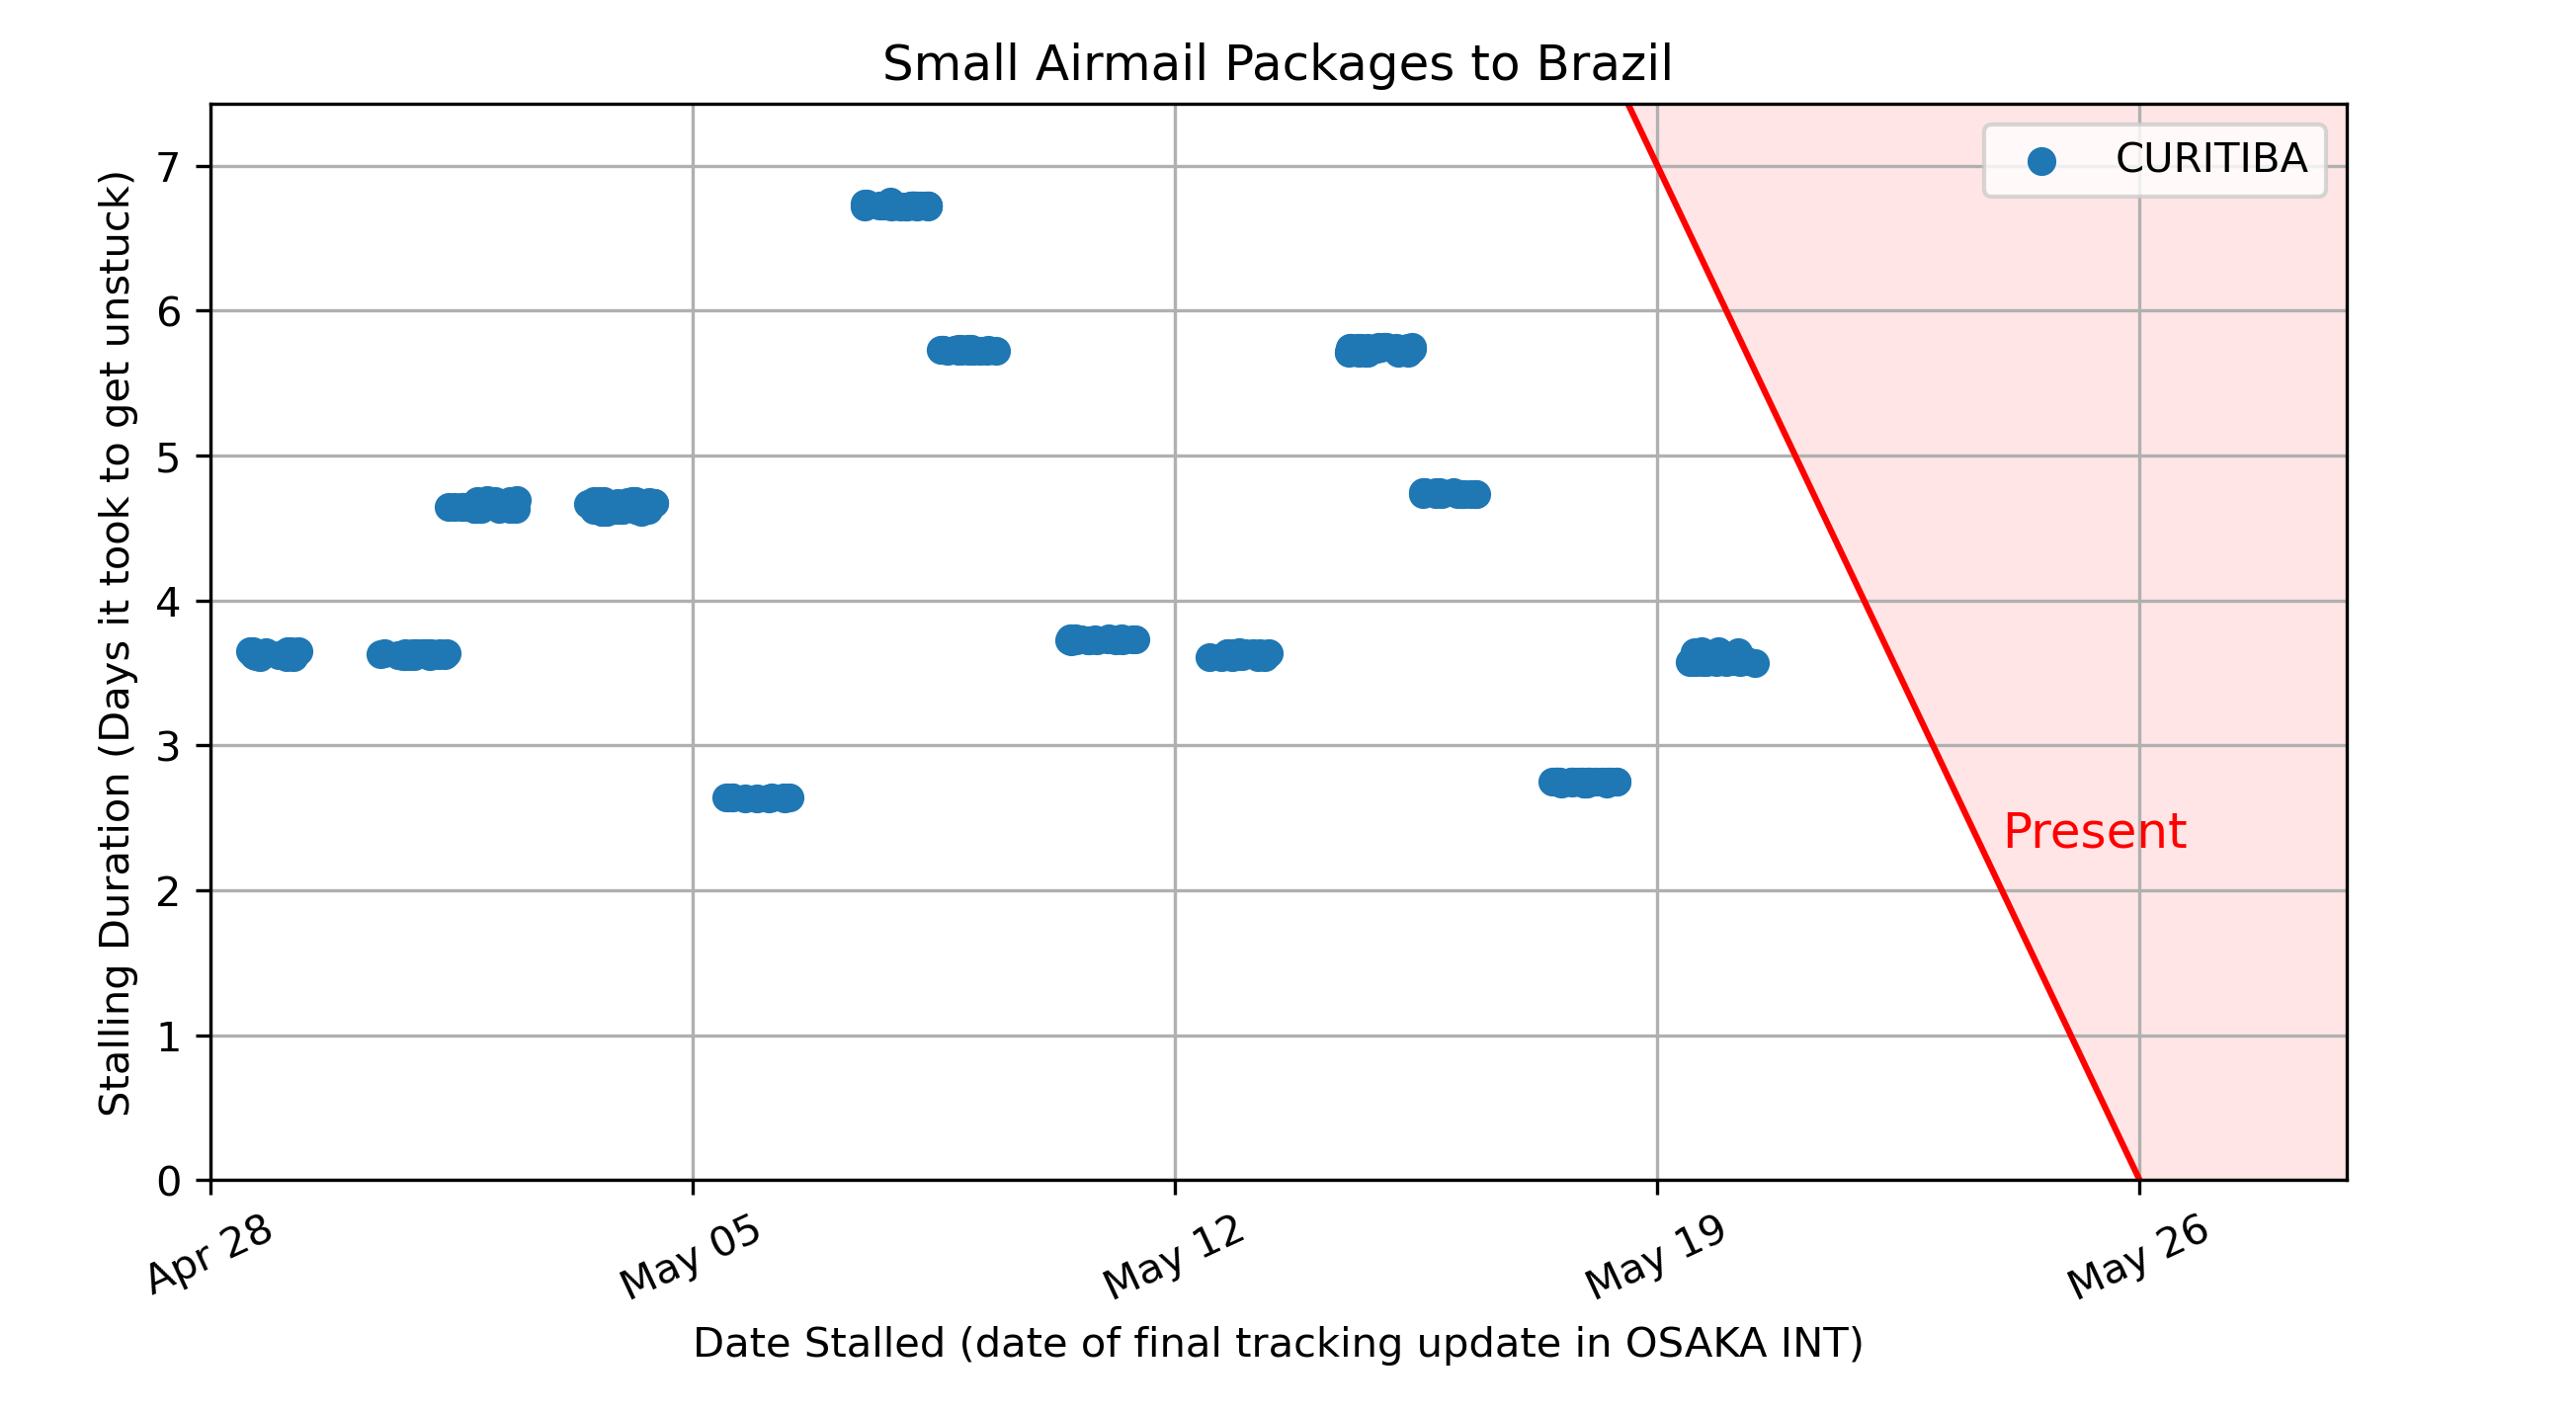 Small Airmail Packages to Brazil
Stalling Duration (Days it took to get unstuck)
7
6
5
4
3
2
1
0
CURITIBA
Present
Apr 28
May 05
May 12
May 19
May 26
Date Stalled (date of final tracking update in OSAKA INT)